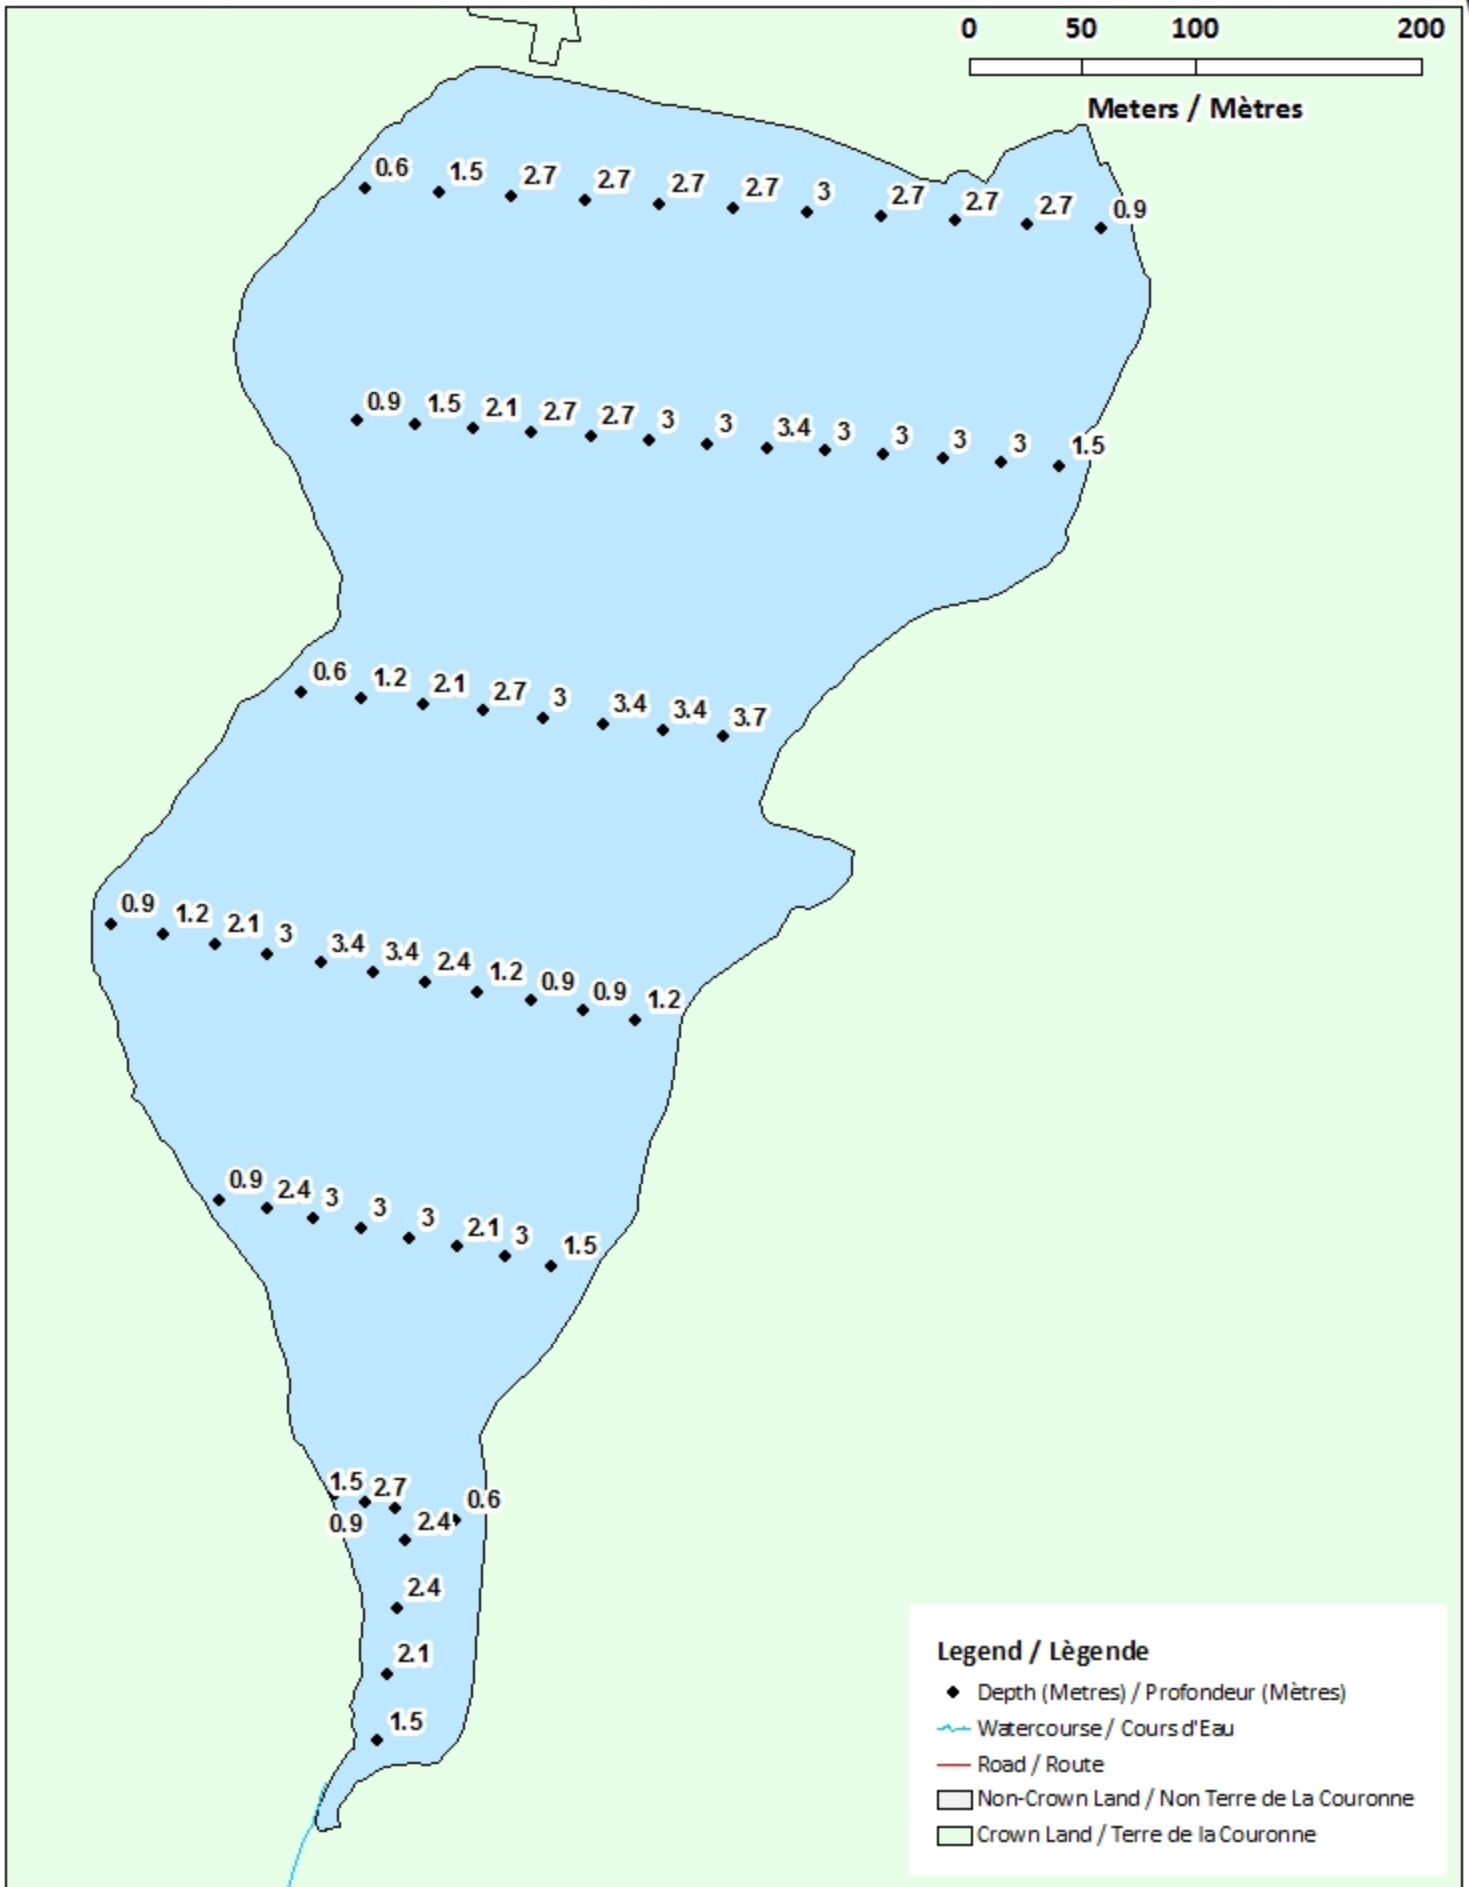 0 50 100 200
Meters / Mètres
0.6 1.5 2.7 2.7 2.7 2.7 3 2.7 2.7 2.7 0.9
0.9 1.5 2.1 2.7 2.7 3 3 3.4 3 3 3 3 1.5
0.6 1.2 2.1 2.7 3 3.4 3.4 3.7
0.9 1.2 2.1 3 3.4 3.4 2.4 1.2 0.9 0.9 1.2
0.9 2.4 3 3 3 2.1 3 1.5
1.5 2.7 0.6
0.9 2.4
2.4
2.1
1.5
Legend / Lègende
Depth (Metres) / Profondeur (Mètres)
Watercourse / Cours d'Eau
Road / Route
Non-Crown Land / Non Terre de La Couronne
Crown Land / Terre de la Couronne